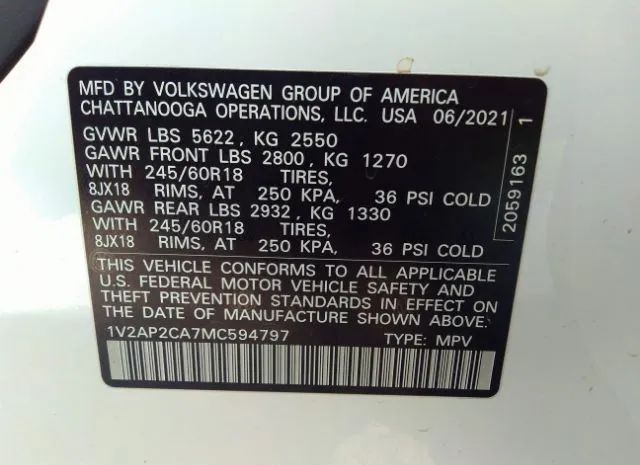 MFD BY VOLKSWAGEN GROUP OF AMERICA
CHATTANOOGA OPERATIONS, LLC. USA 06/2021
GVWR LBS 5622, KG 2550
GAWR FRONT LBS 2800, KG 1270
WITH 245/60R18 TIRES,
8JX18 RIMS, AT 250 KPA, 36 PSI COLD
GAWR REAR LBS 2932, KG 1330
WITH 245/60R18 TIRES,
8JX18 RIMS, AT 250 KPA, 36 PSI COLD
THIS VEHICLE CONFORMS TO ALL APPLICABLE
U.S. FEDERAL MOTOR VEHICLE SAFETY AND
THEFT PREVENTION STANDARDS IN EFFECT ON
THE DATE OF MANUFACTURE SHOWN ABOVE.
1V2AP2CA7MC594797 TYPE: MPV
2059163 1